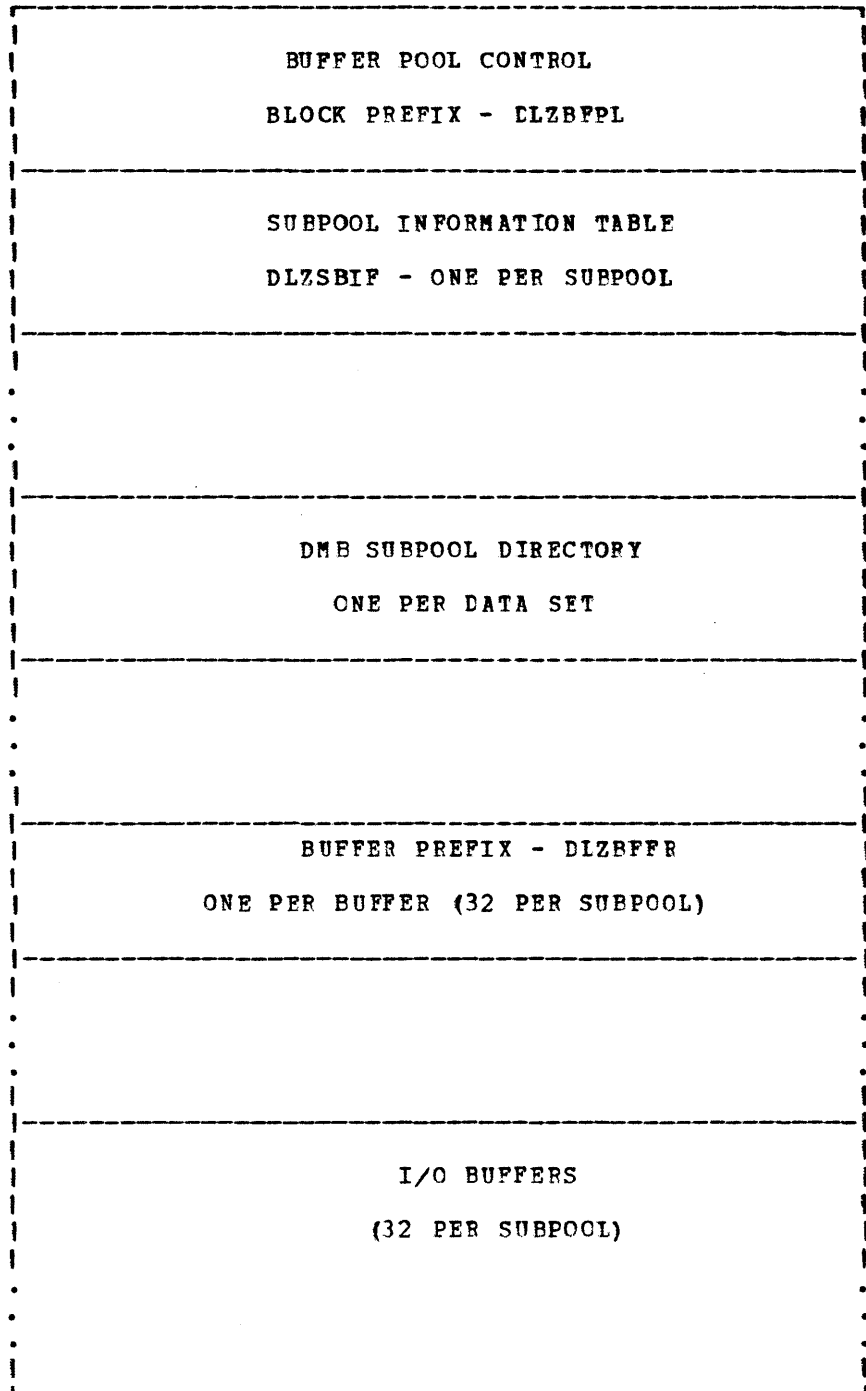 BUFFER POOL CONTROL
BLOCK PREFIX - DLZBFPL
SUBPOOL INFORMATION TABLE
DLZSBIF - ONE PER SUBPOOL
DMB SUBPOOL DIRECTORY
ONE PER DATA SET
BUFFER PREFIX - DLZBFFR
ONE PER BUFFER (32 PER SUBPOOL)
I/O BUFFERS
(32 PER SUBPOOL)